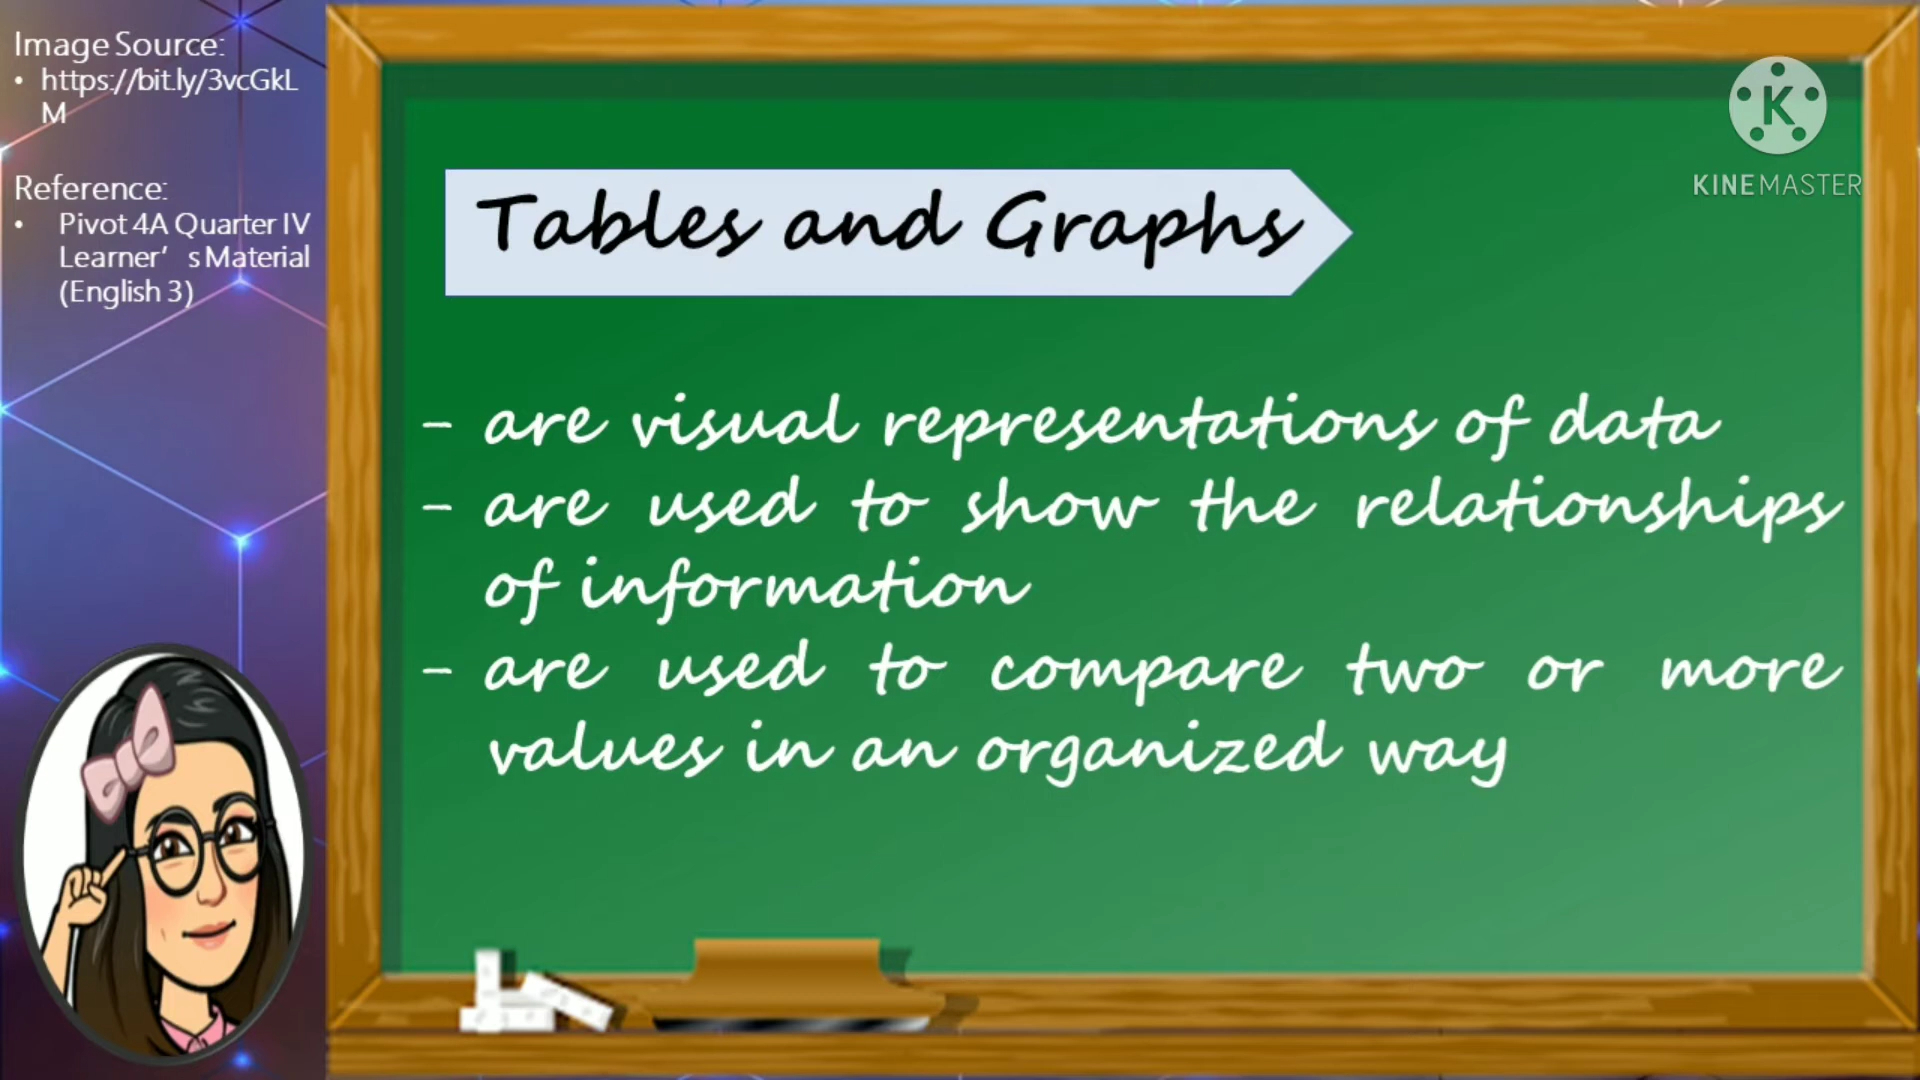 Image Source:
• https://bit.ly/3vcGkL
M
Reference:
• Pivot 4A Quarter IV
Learner’ s Material
(English 3)
K
KINEMASTER
Tables and Graphs
- are visual representations of data
- are used to show the relationships
of information
- are used to compare two or more
values in an organized way